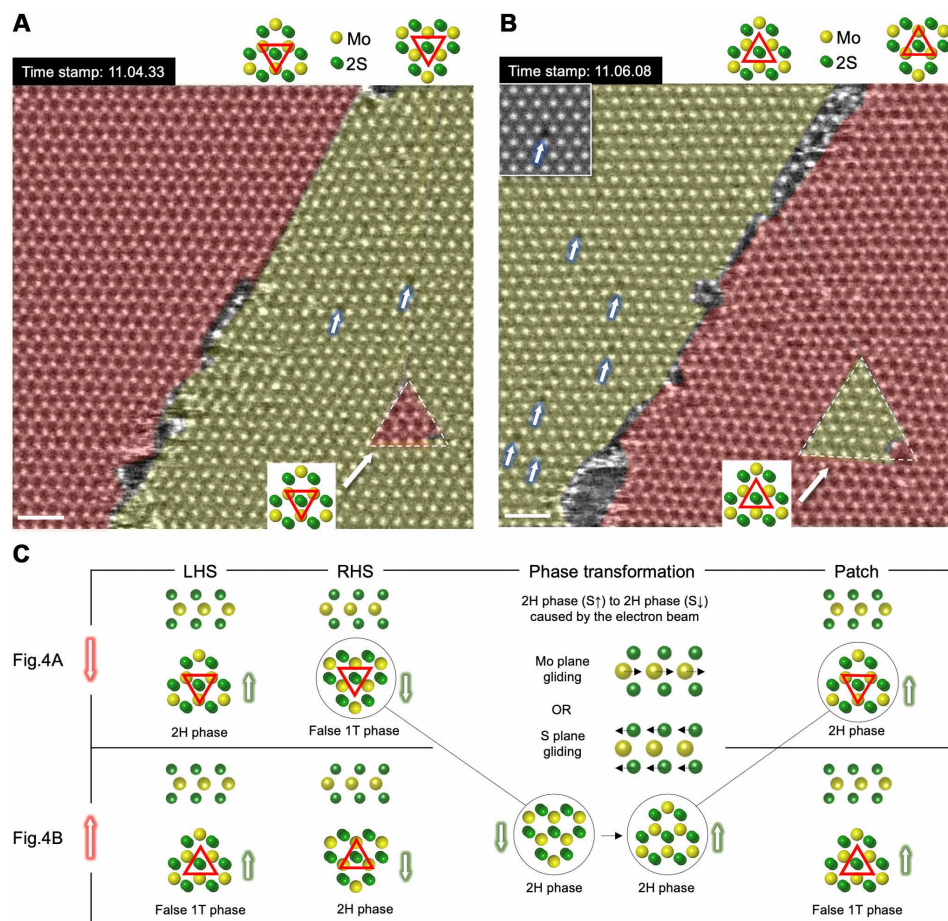 A
Mo
2S
Time stamp: 11.04.33
B
Mo
2S
Time stamp: 11.06.08
C
LHS
RHS
Phase transformation
Patch
2H phase (S↑) to 2H phase (S↓)
caused by the electron beam
Fig.4A
Mo plane
gliding
OR
S plane
gliding
2H phase
False 1T phase
2H phase
Fig.4B
2H phase
2H phase
False 1T phase
2H phase
False 1T phase